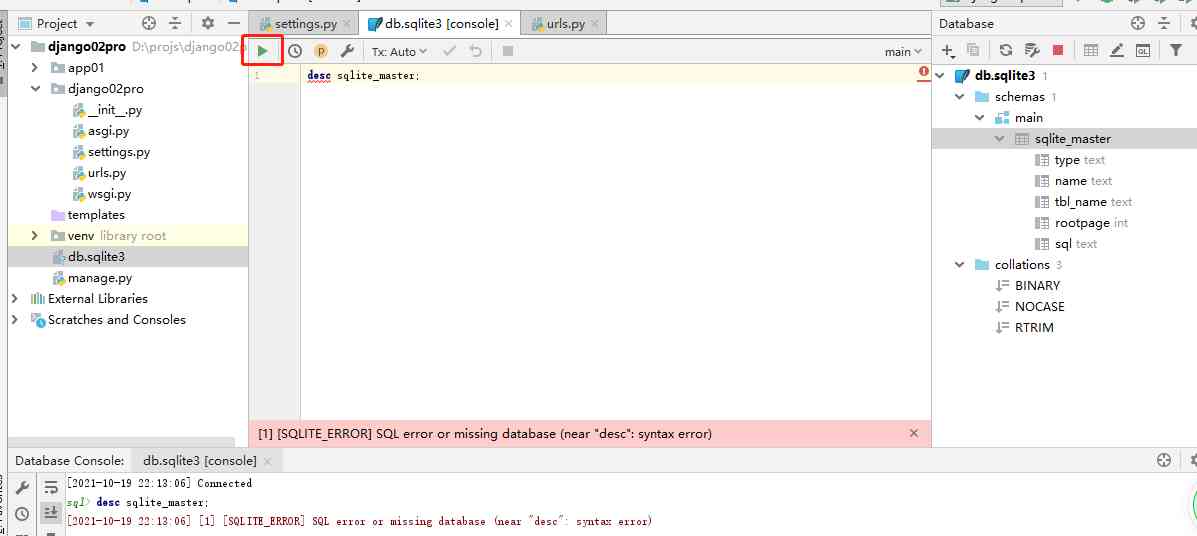 Project
django02pro D:\projs\django02p
app01
django02pro
__init__.py
asgi.py
settings.py
urls.py
wsgi.py
templates
venv library root
db.sqlite3
manage.py
External Libraries
Scratches and Consoles
settings.py
db.sqlite3 [console]
urls.py
Tx: Auto
main
1
desc sqlite_master;
[1] [SQLITE_ERROR] SQL error or missing database (near "desc": syntax error)
Database
db.sqlite3 1
schemas 1
main
sqlite_master
type text
name text
tbl_name text
rootpage int
sql text
collations 3
BINARY
NOCASE
RTRIM
Database Console:
db.sqlite3 [console]
[2021-10-19 22:13:06] Connected
sql> desc sqlite_master;
[2021-10-19 22:13:06] [1] [SQLITE_ERROR] SQL error or missing database (near "desc": syntax error)